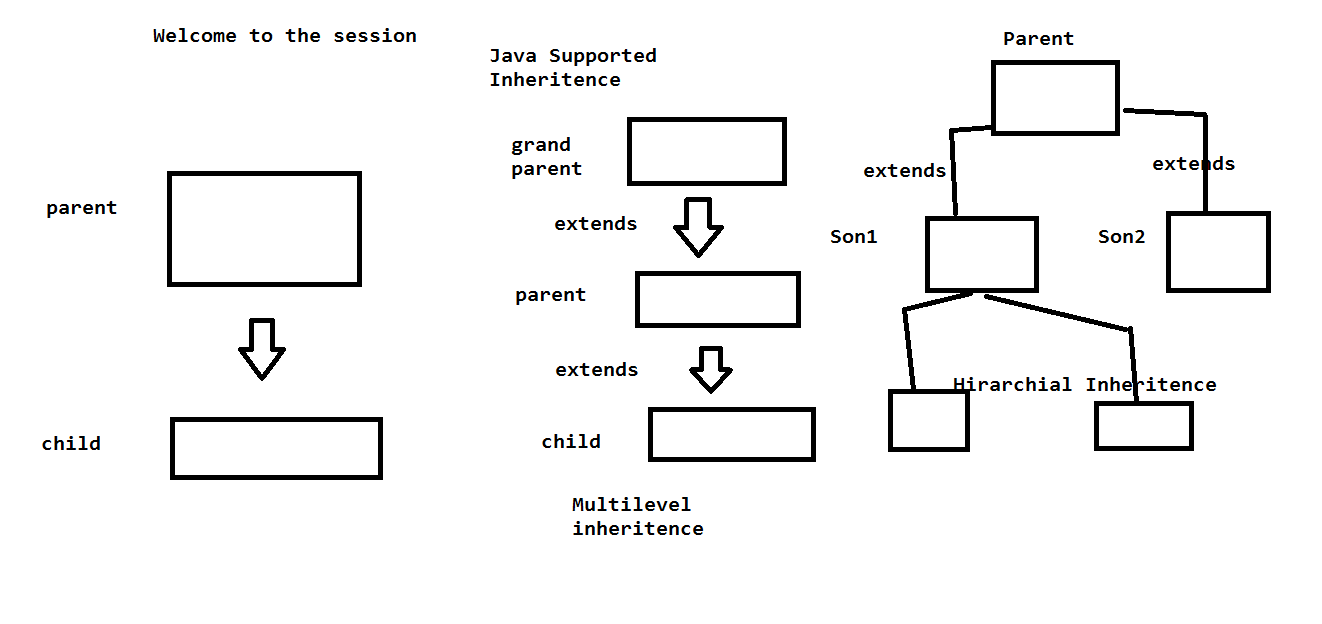 Welcome to the session
parent
child
Java Supported
Inheritence
grand
parent
extends
parent
extends
child
Multilevel
inheritence
Parent
extends
extends
Son1
Son2
Hirarchial Inheritence